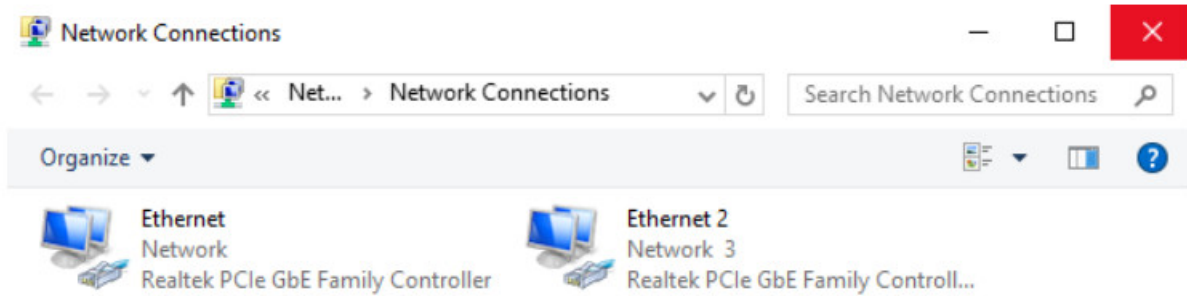 Network Connections
« Net... > Network Connections
Search Network Connections
Organize
Ethernet
Network
Realtek PCIe GbE Family Controller
Ethernet 2
Network 3
Realtek PCIe GbE Family Controll...